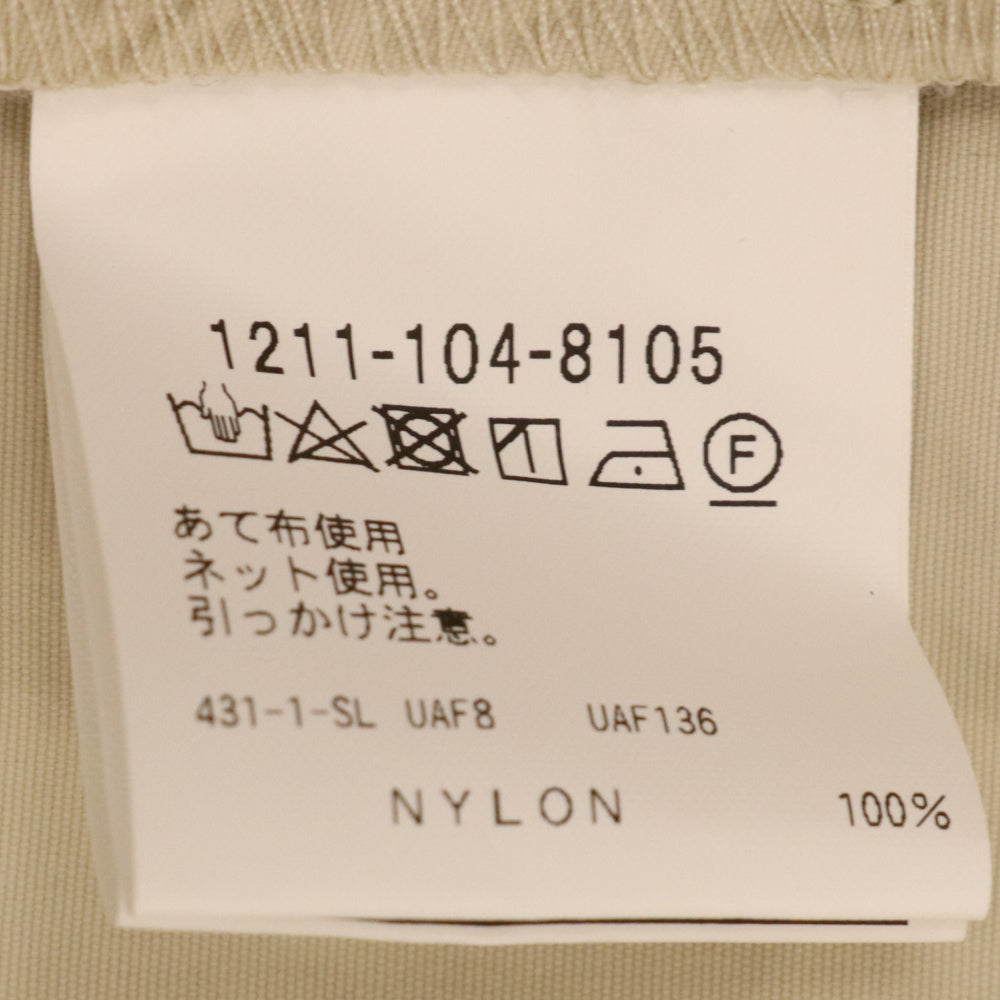 1211-104-8105
F
あて布使用
ネット使用。
引っかけ注意。
431-1-SL UAF8 UAF136
NYLON 100%